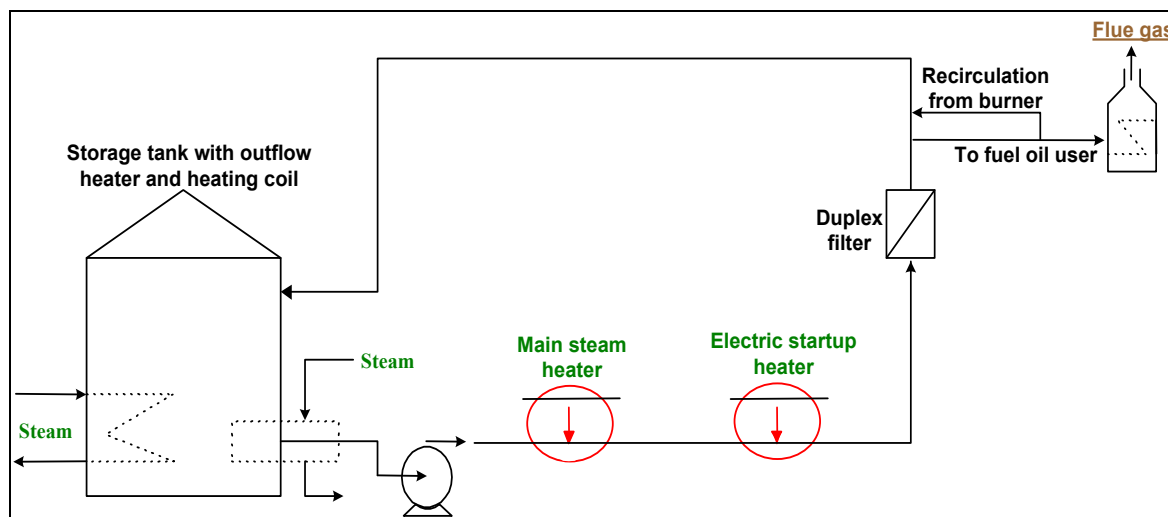 Flue gas
Recirculation
from burner
To fuel oil user
Storage tank with outflow
heater and heating coil
Duplex
filter
Main steam
heater
Electric startup
heater
Steam
Steam